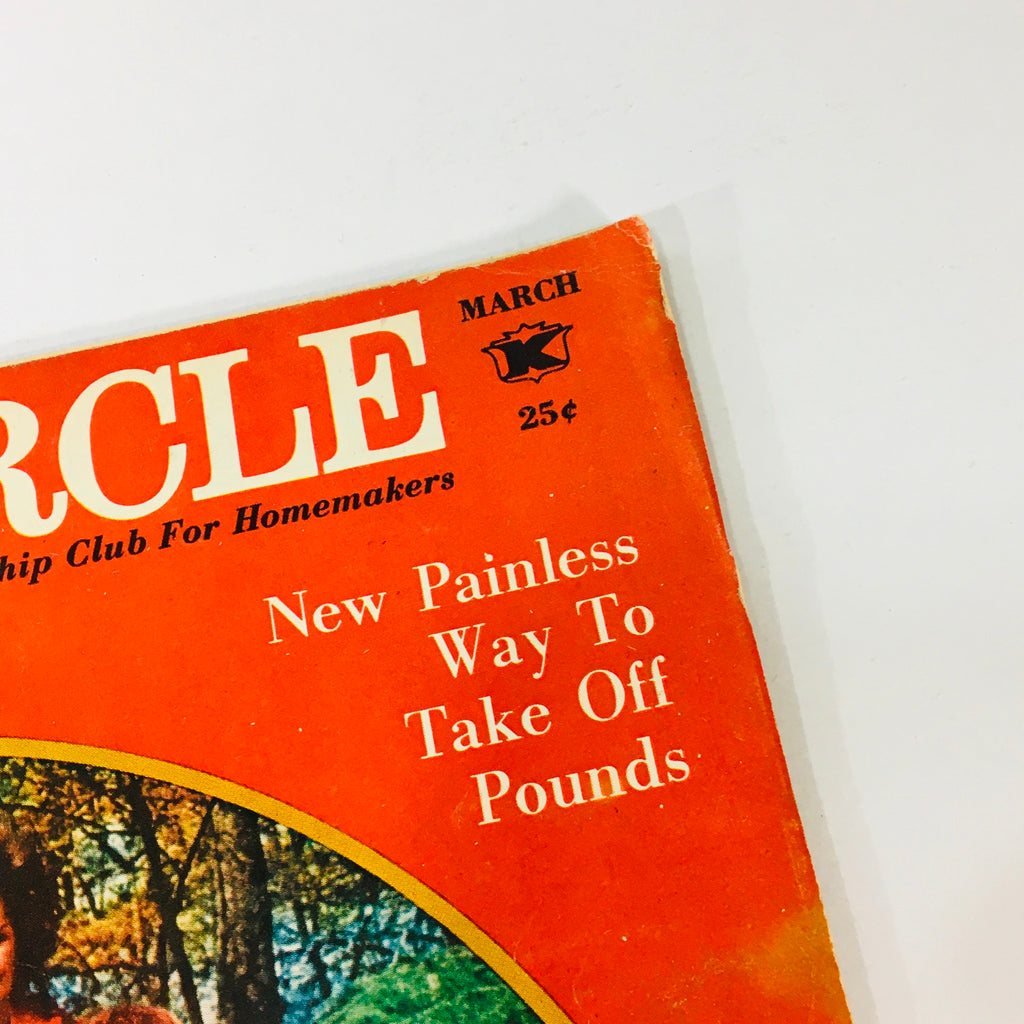 MARCH
K
25¢
RCLE
hip Club For Homemakers
New Painless
Way To
Take Off
Pounds